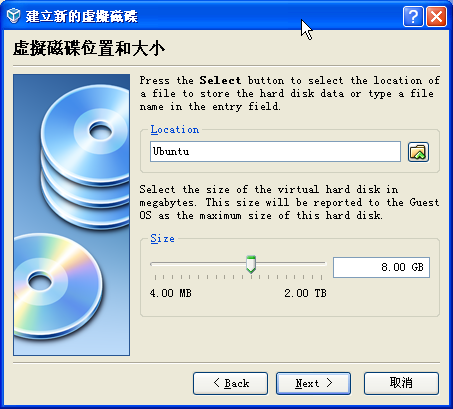 建立新的虛擬磁碟
虛擬磁碟位置和大小
Press the Select button to select the location of
a file to store the hard disk data or type a file
name in the entry field.
Location
Ubuntu
Select the size of the virtual hard disk in
megabytes. This size will be reported to the Guest
OS as the maximum size of this hard disk.
Size
8.00 GB
4.00 MB 2.00 TB
< Back Next > 取消